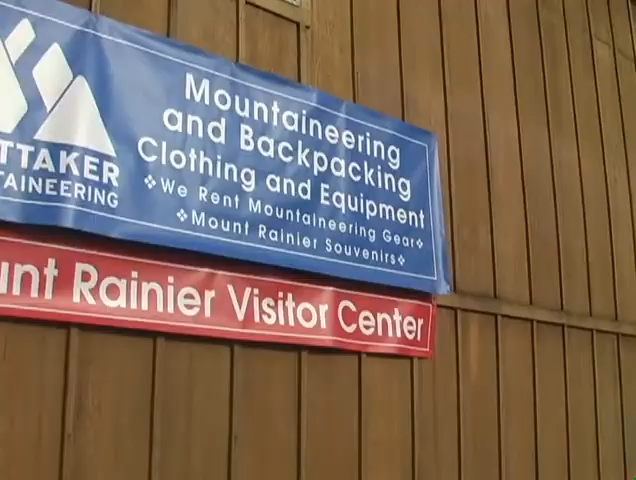 TTAKER
TAINEERING
Mountaineering
and Backpacking
Clothing and Equipment
❖We Rent Mountaineering Gear❖
❖Mount Rainier Souvenirs❖
unt Rainier Visitor Center